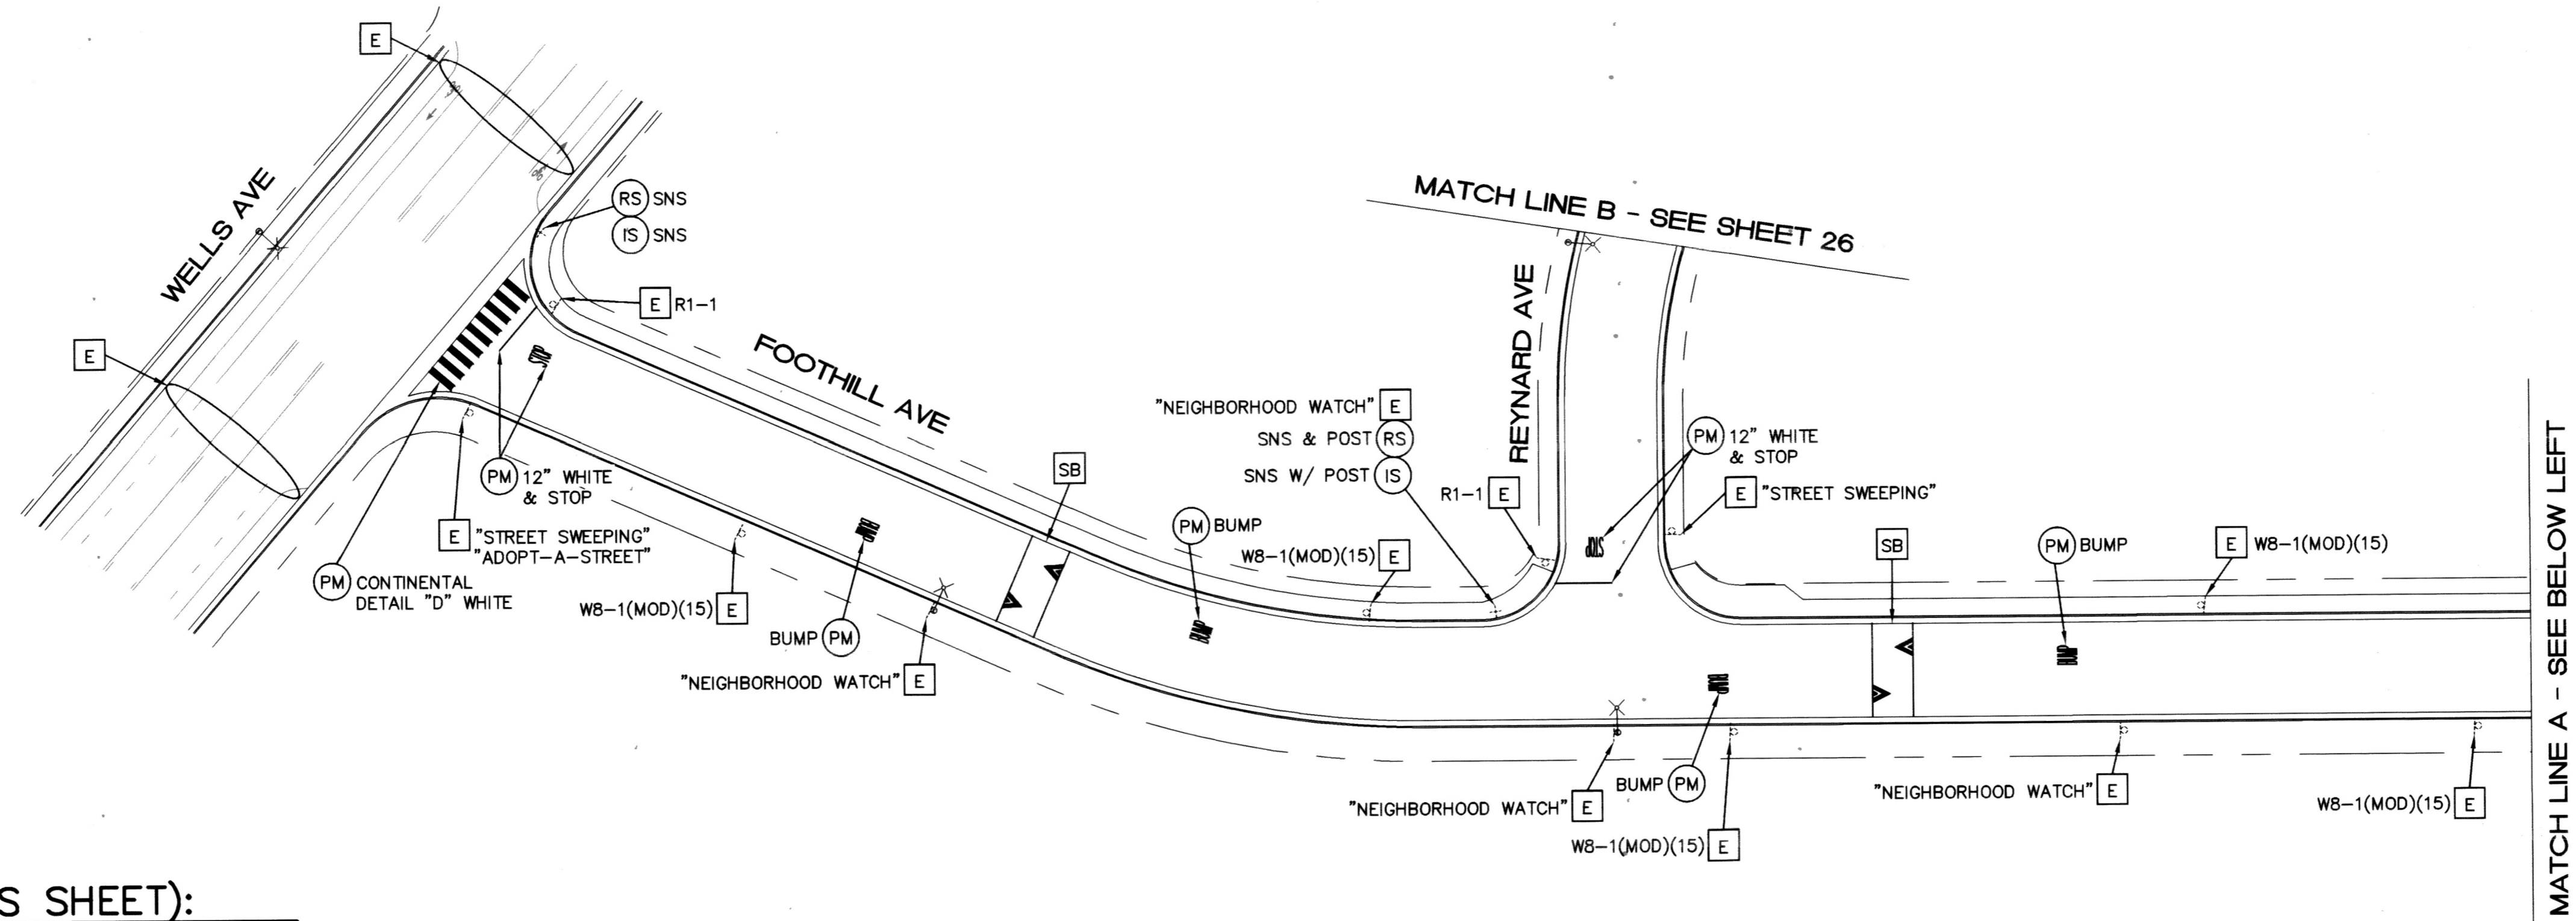 E
WELLS AVE
E
RS SNS
IS SNS
E R1-1
STOP
FOOTHILL AVE
PM 12" WHITE
& STOP
E "STREET SWEEPING"
"ADOPT-A-STREET"
PM CONTINENTAL
DETAIL "D" WHITE
W8-1(MOD)(15) E
BUMP
BUMP PM
"NEIGHBORHOOD WATCH" E
SB
PM BUMP
BUMP
W8-1(MOD)(15) E
"NEIGHBORHOOD WATCH" E
SNS & POST RS
SNS W/ POST IS
R1-1 E
REYNARD AVE
MATCH LINE B - SEE SHEET 26
STOP
PM 12" WHITE
& STOP
E "STREET SWEEPING"
SB
PM BUMP
BUMP
E W8-1(MOD)(15)
BUMP
BUMP PM
"NEIGHBORHOOD WATCH" E
W8-1(MOD)(15) E
"NEIGHBORHOOD WATCH" E
W8-1(MOD)(15) E
MATCH LINE A - SEE BELOW LEFT
S SHEET):